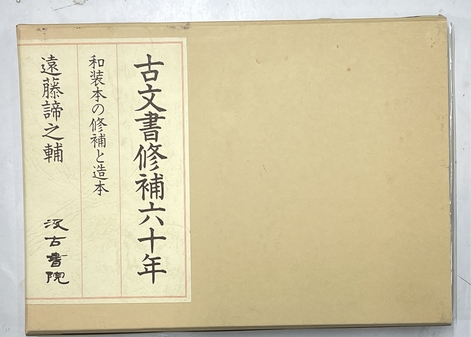 古文書修補六十年
和装本の修補と造本
遠藤諦之輔
汲古書院